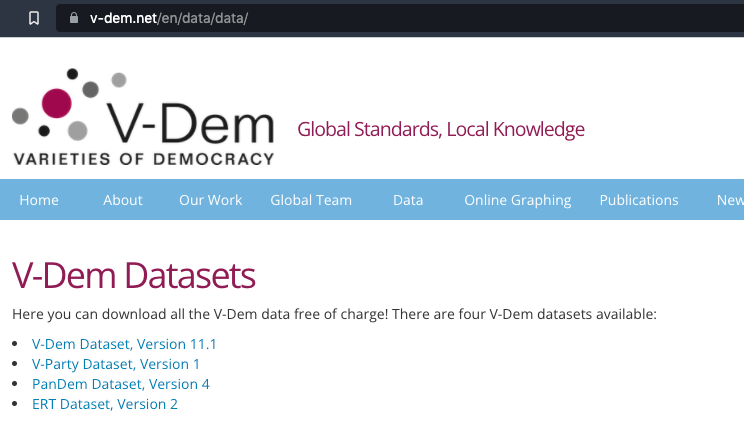 v-dem.net/en/data/data/
V-Dem
VARIETIES OF DEMOCRACY
Global Standards, Local Knowledge
Home About Our Work Global Team Data Online Graphing Publications New
V-Dem Datasets
Here you can download all the V-Dem data free of charge! There are four V-Dem datasets available:
• V-Dem Dataset, Version 11.1
• V-Party Dataset, Version 1
• PanDem Dataset, Version 4
• ERT Dataset, Version 2